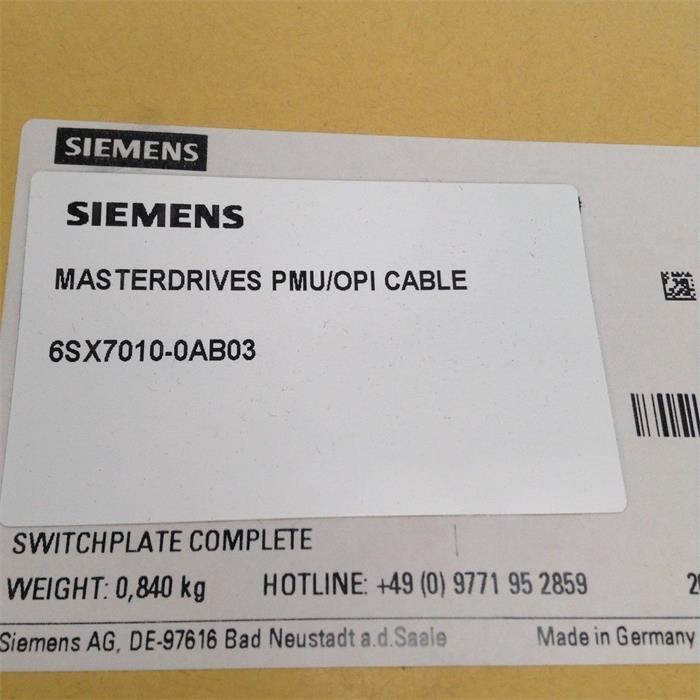 SIEMENS
SIEMENS
MASTERDRIVES PMU/OPI CABLE
6SX7010-0AB03
SWITCHPLATE COMPLETE
WEIGHT: 0,840 kg HOTLINE: +49 (0) 9771 95 2859
Siemens AG, DE-97616 Bad Neustadt a.d.Saale Made in Germany